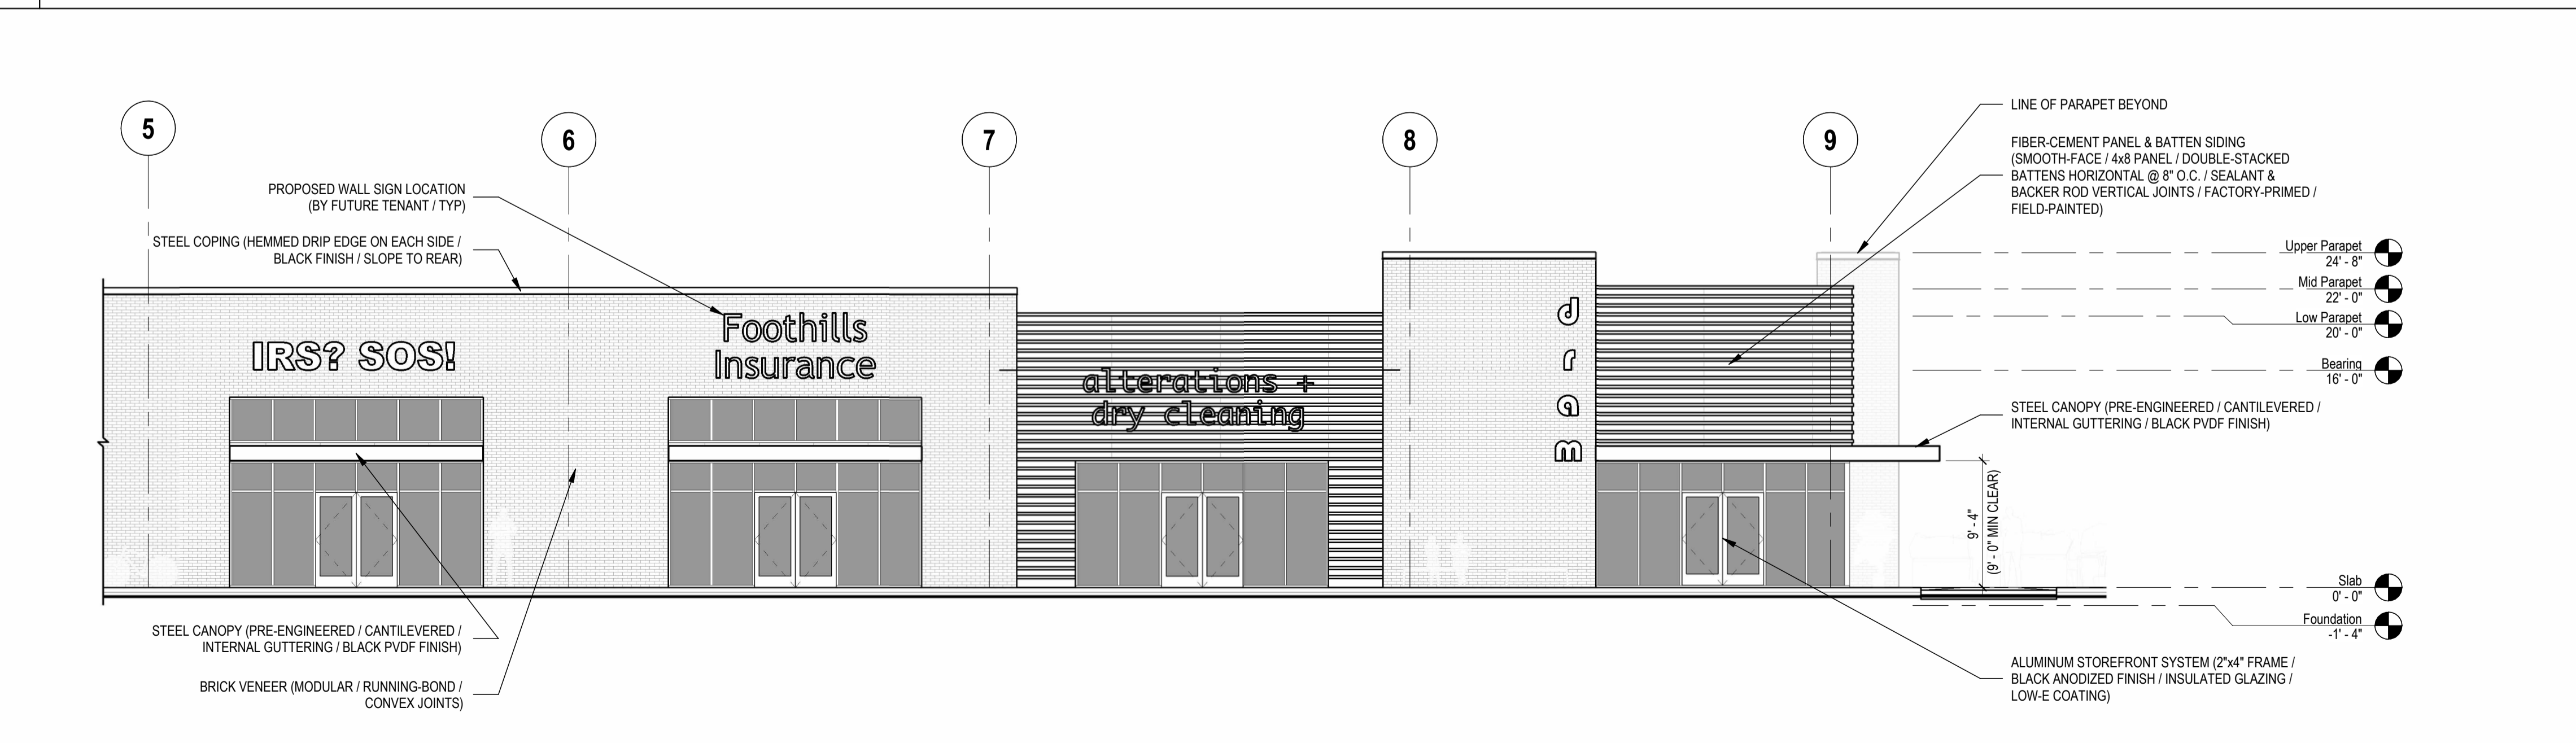 5
6
7
8
9
LINE OF PARAPET BEYOND
FIBER-CEMENT PANEL & BATTEN SIDING
(SMOOTH-FACE / 4x8 PANEL / DOUBLE-STACKED
BATTENS HORIZONTAL @ 8" O.C. / SEALANT &
BACKER ROD VERTICAL JOINTS / FACTORY-PRIMED /
FIELD-PAINTED)
PROPOSED WALL SIGN LOCATION
(BY FUTURE TENANT / TYP)
STEEL COPING (HEMMED DRIP EDGE ON EACH SIDE /
BLACK FINISH / SLOPE TO REAR)
Upper Parapet
24' - 8"
Mid Parapet
22' - 0"
Low Parapet
20' - 0"
Bearing
16' - 0"
IRS? SOS!
Foothills
Insurance
alterations +
dry cleaning
d
r
a
m
STEEL CANOPY (PRE-ENGINEERED / CANTILEVERED /
INTERNAL GUTTERING / BLACK PVDF FINISH)
9' - 4"
(9' - 0" MIN CLEAR)
Slab
0' - 0"
Foundation
-1' - 4"
STEEL CANOPY (PRE-ENGINEERED / CANTILEVERED /
INTERNAL GUTTERING / BLACK PVDF FINISH)
BRICK VENEER (MODULAR / RUNNING-BOND /
CONVEX JOINTS)
ALUMINUM STOREFRONT SYSTEM (2"x4" FRAME /
BLACK ANODIZED FINISH / INSULATED GLAZING /
LOW-E COATING)